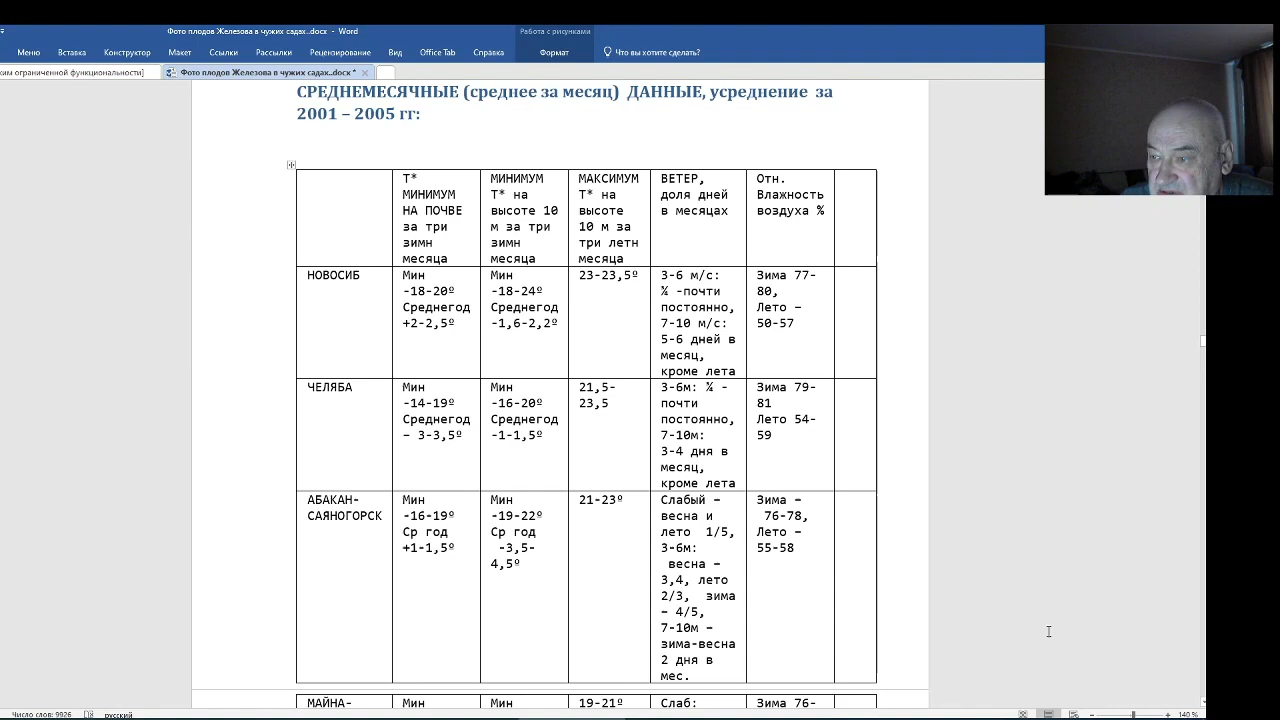 Фото плодов Железова в чужих садах..docx - Word
Работа с рисунками
Меню Вставка Конструктор Макет Ссылки Рассылки Рецензирование Вид Office Tab Справка Формат Что вы хотите сделать?
ким ограниченной функциональности] Фото плодов Железова в чужих садах..docx *
СРЕДНЕМЕСЯЧНЫЕ (среднее за месяц) ДАННЫЕ, усреднение за
2001 – 2005 гг:
Т*
МИНИМУМ
НА ПОЧВЕ
за три
зимн
месяца
МИНИМУМ
Т* на
высоте 10
м за три
зимн
месяца
МАКСИМУМ
Т* на
высоте
10 м за
три летн
месяца
ВЕТЕР,
доля дней
в месяцах
Отн.
Влажность
воздуха %
НОВОСИБ
Мин
-18-20º
Среднегод
+2-2,5º
Мин
-18-24º
Среднегод
-1,6-2,2º
23-23,5º
3-6 м/с:
¾ -почти
постоянно,
7-10 м/с:
5-6 дней в
месяц,
кроме лета
Зима 77-
80,
Лето –
50-57
ЧЕЛЯБА
Мин
-14-19º
Среднегод
– 3-3,5º
Мин
-16-20º
Среднегод
-1-1,5º
21,5-
23,5
3-6м: ¾ -
почти
постоянно,
7-10м:
3-4 дня в
месяц,
кроме лета
Зима 79-
81
Лето 54-
59
АБАКАН-
САЯНОГОРСК
Мин
-16-19º
Ср год
+1-1,5º
Мин
-19-22º
Ср год
-3,5-
4,5º
21-23º
Слабый –
весна и
лето 1/5,
3-6м:
весна –
3,4, лето
2/3, зима
– 4/5,
7-10м –
зима-весна
2 дня в
мес.
Зима –
76-78,
Лето –
55-58
МАЙНА-
Мин
Мин
19-21º
Слаб:
Зима 76-
Число слов: 9926 русский 140 %